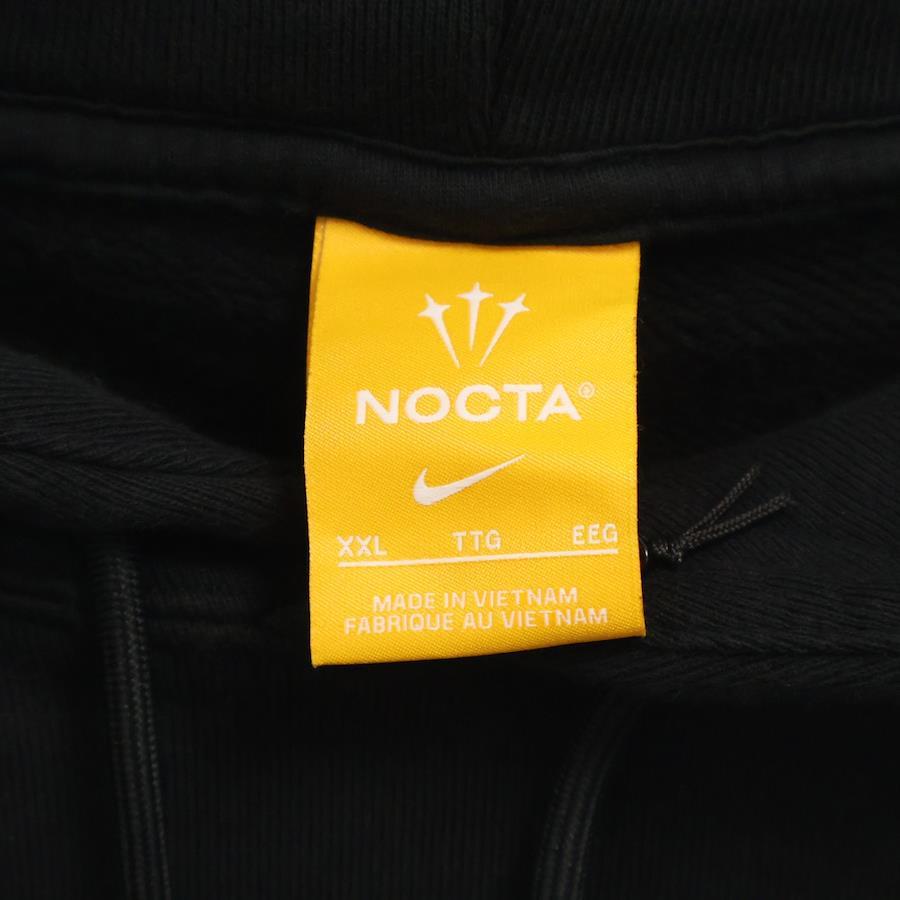 NOCTA®
XXL TTG EEG
MADE IN VIETNAM
FABRIQUE AU VIETNAM